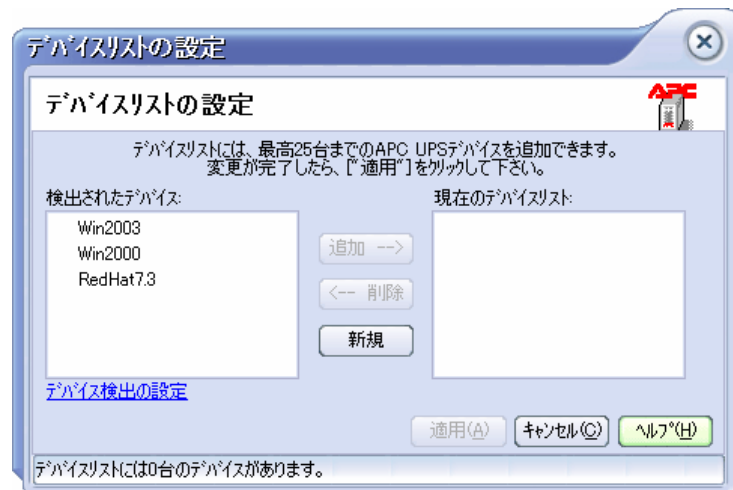 ﾃﾞﾊﾞｲｽﾘｽﾄの設定
ﾃﾞﾊﾞｲｽﾘｽﾄの設定
APC
ﾃﾞﾊﾞｲｽﾘｽﾄには、最高25台までのAPC UPSﾃﾞﾊﾞｲｽを追加できます。
変更が完了したら、["適用"]をｸﾘｯｸして下さい。
検出されたﾃﾞﾊﾞｲｽ:
現在のﾃﾞﾊﾞｲｽﾘｽﾄ:
Win2003
Win2000
RedHat7.3
追加 -->
<-- 削除
新規
ﾃﾞﾊﾞｲｽ検出の設定
適用(A)
ｷｬﾝｾﾙ(C)
ﾍﾙﾌﾟ(H)
ﾃﾞﾊﾞｲｽﾘｽﾄには0台のﾃﾞﾊﾞｲｽがあります。